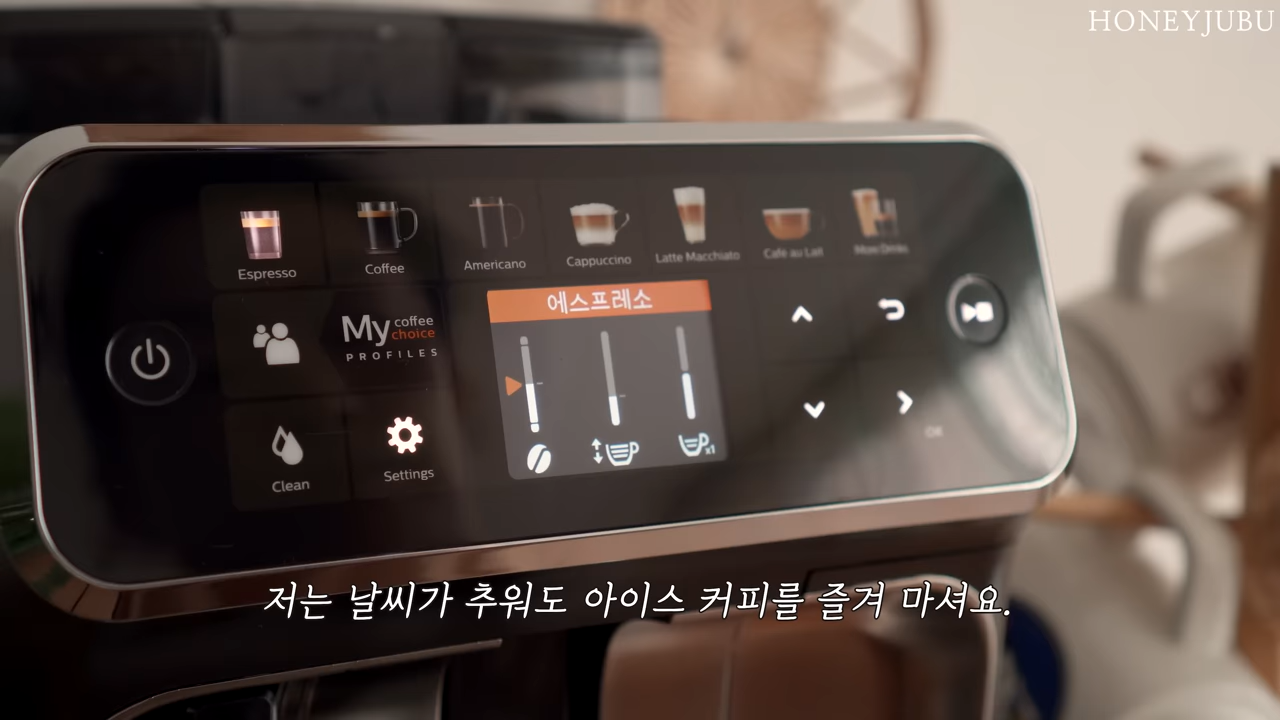 HONEYJUBU
Espresso
Coffee
Americano
Cappuccino
Latte Macchiato
Café au Lait
More Drinks
My coffee choice
PROFILES
에스프레소
Clean
Settings
x1
OK
저는 날씨가 추워도 아이스 커피를 즐겨 마셔요.